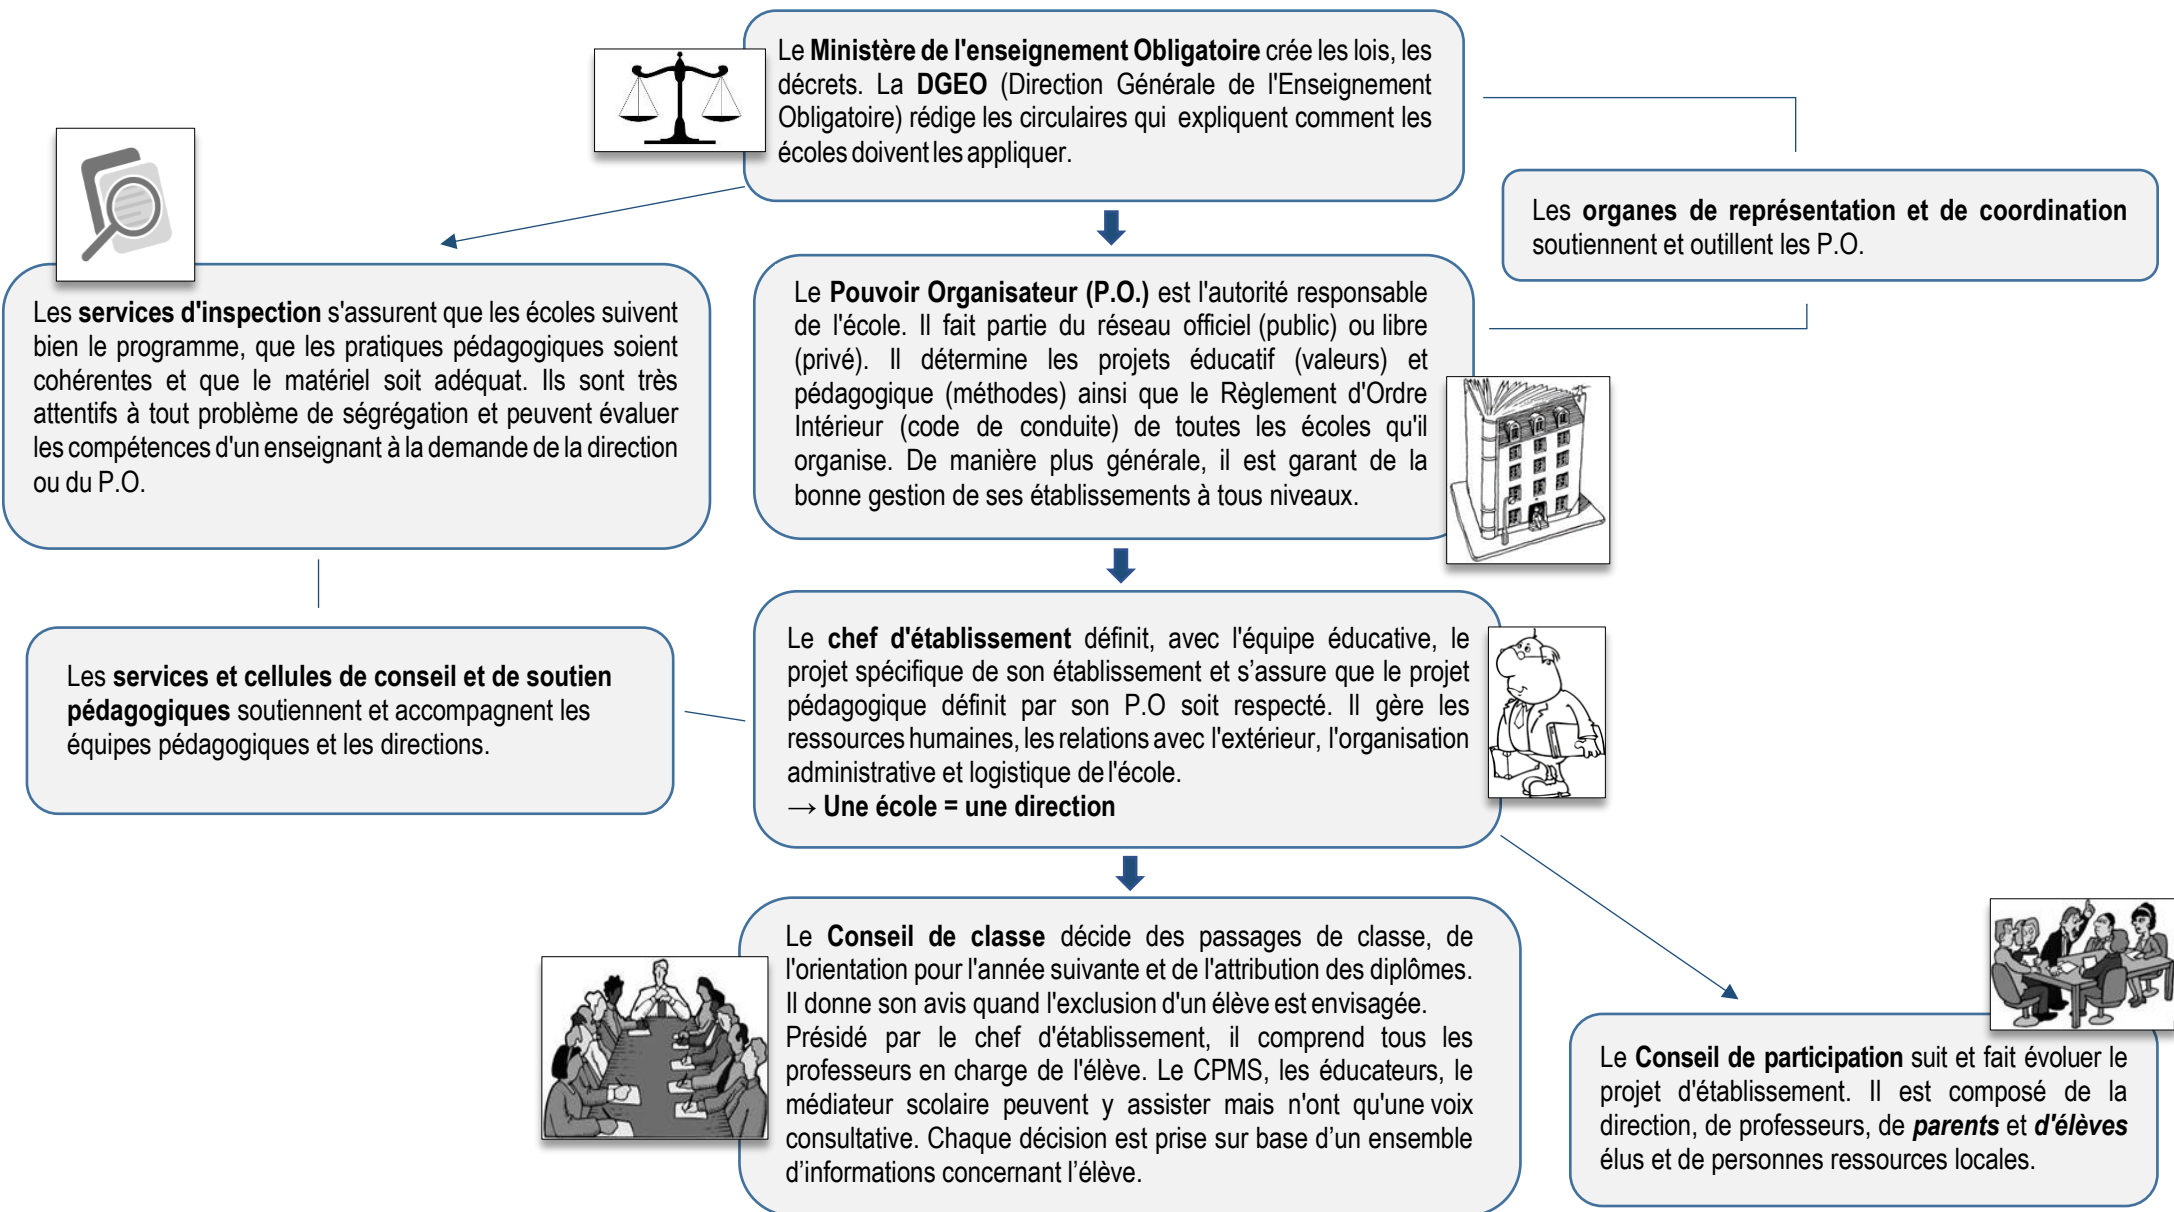 Le Ministère de l'enseignement Obligatoire crée les lois, les
décrets. La DGEO (Direction Générale de l'Enseignement
Obligatoire) rédige les circulaires qui expliquent comment les
écoles doivent les appliquer.
Les organes de représentation et de coordination
soutiennent et outillent les P.O.
Les services d'inspection s'assurent que les écoles suivent
bien le programme, que les pratiques pédagogiques soient
cohérentes et que le matériel soit adéquat. Ils sont très
attentifs à tout problème de ségrégation et peuvent évaluer
les compétences d'un enseignant à la demande de la direction
ou du P.O.
Le Pouvoir Organisateur (P.O.) est l'autorité responsable
de l'école. Il fait partie du réseau officiel (public) ou libre
(privé). Il détermine les projets éducatif (valeurs) et
pédagogique (méthodes) ainsi que le Règlement d'Ordre
Intérieur (code de conduite) de toutes les écoles qu'il
organise. De manière plus générale, il est garant de la
bonne gestion de ses établissements à tous niveaux.
Les services et cellules de conseil et de soutien
pédagogiques soutiennent et accompagnent les
équipes pédagogiques et les directions.
Le chef d'établissement définit, avec l'équipe éducative, le
projet spécifique de son établissement et s’assure que le projet
pédagogique définit par son P.O soit respecté. Il gère les
ressources humaines, les relations avec l'extérieur, l'organisation
administrative et logistique de l'école.
→ Une école = une direction
Le Conseil de classe décide des passages de classe, de
l'orientation pour l'année suivante et de l'attribution des diplômes.
Il donne son avis quand l'exclusion d'un élève est envisagée.
Présidé par le chef d'établissement, il comprend tous les
professeurs en charge de l'élève. Le CPMS, les éducateurs, le
médiateur scolaire peuvent y assister mais n'ont qu'une voix
consultative. Chaque décision est prise sur base d’un ensemble
d’informations concernant l’élève.
Le Conseil de participation suit et fait évoluer le
projet d'établissement. Il est composé de la
direction, de professeurs, de parents et d'élèves
élus et de personnes ressources locales.